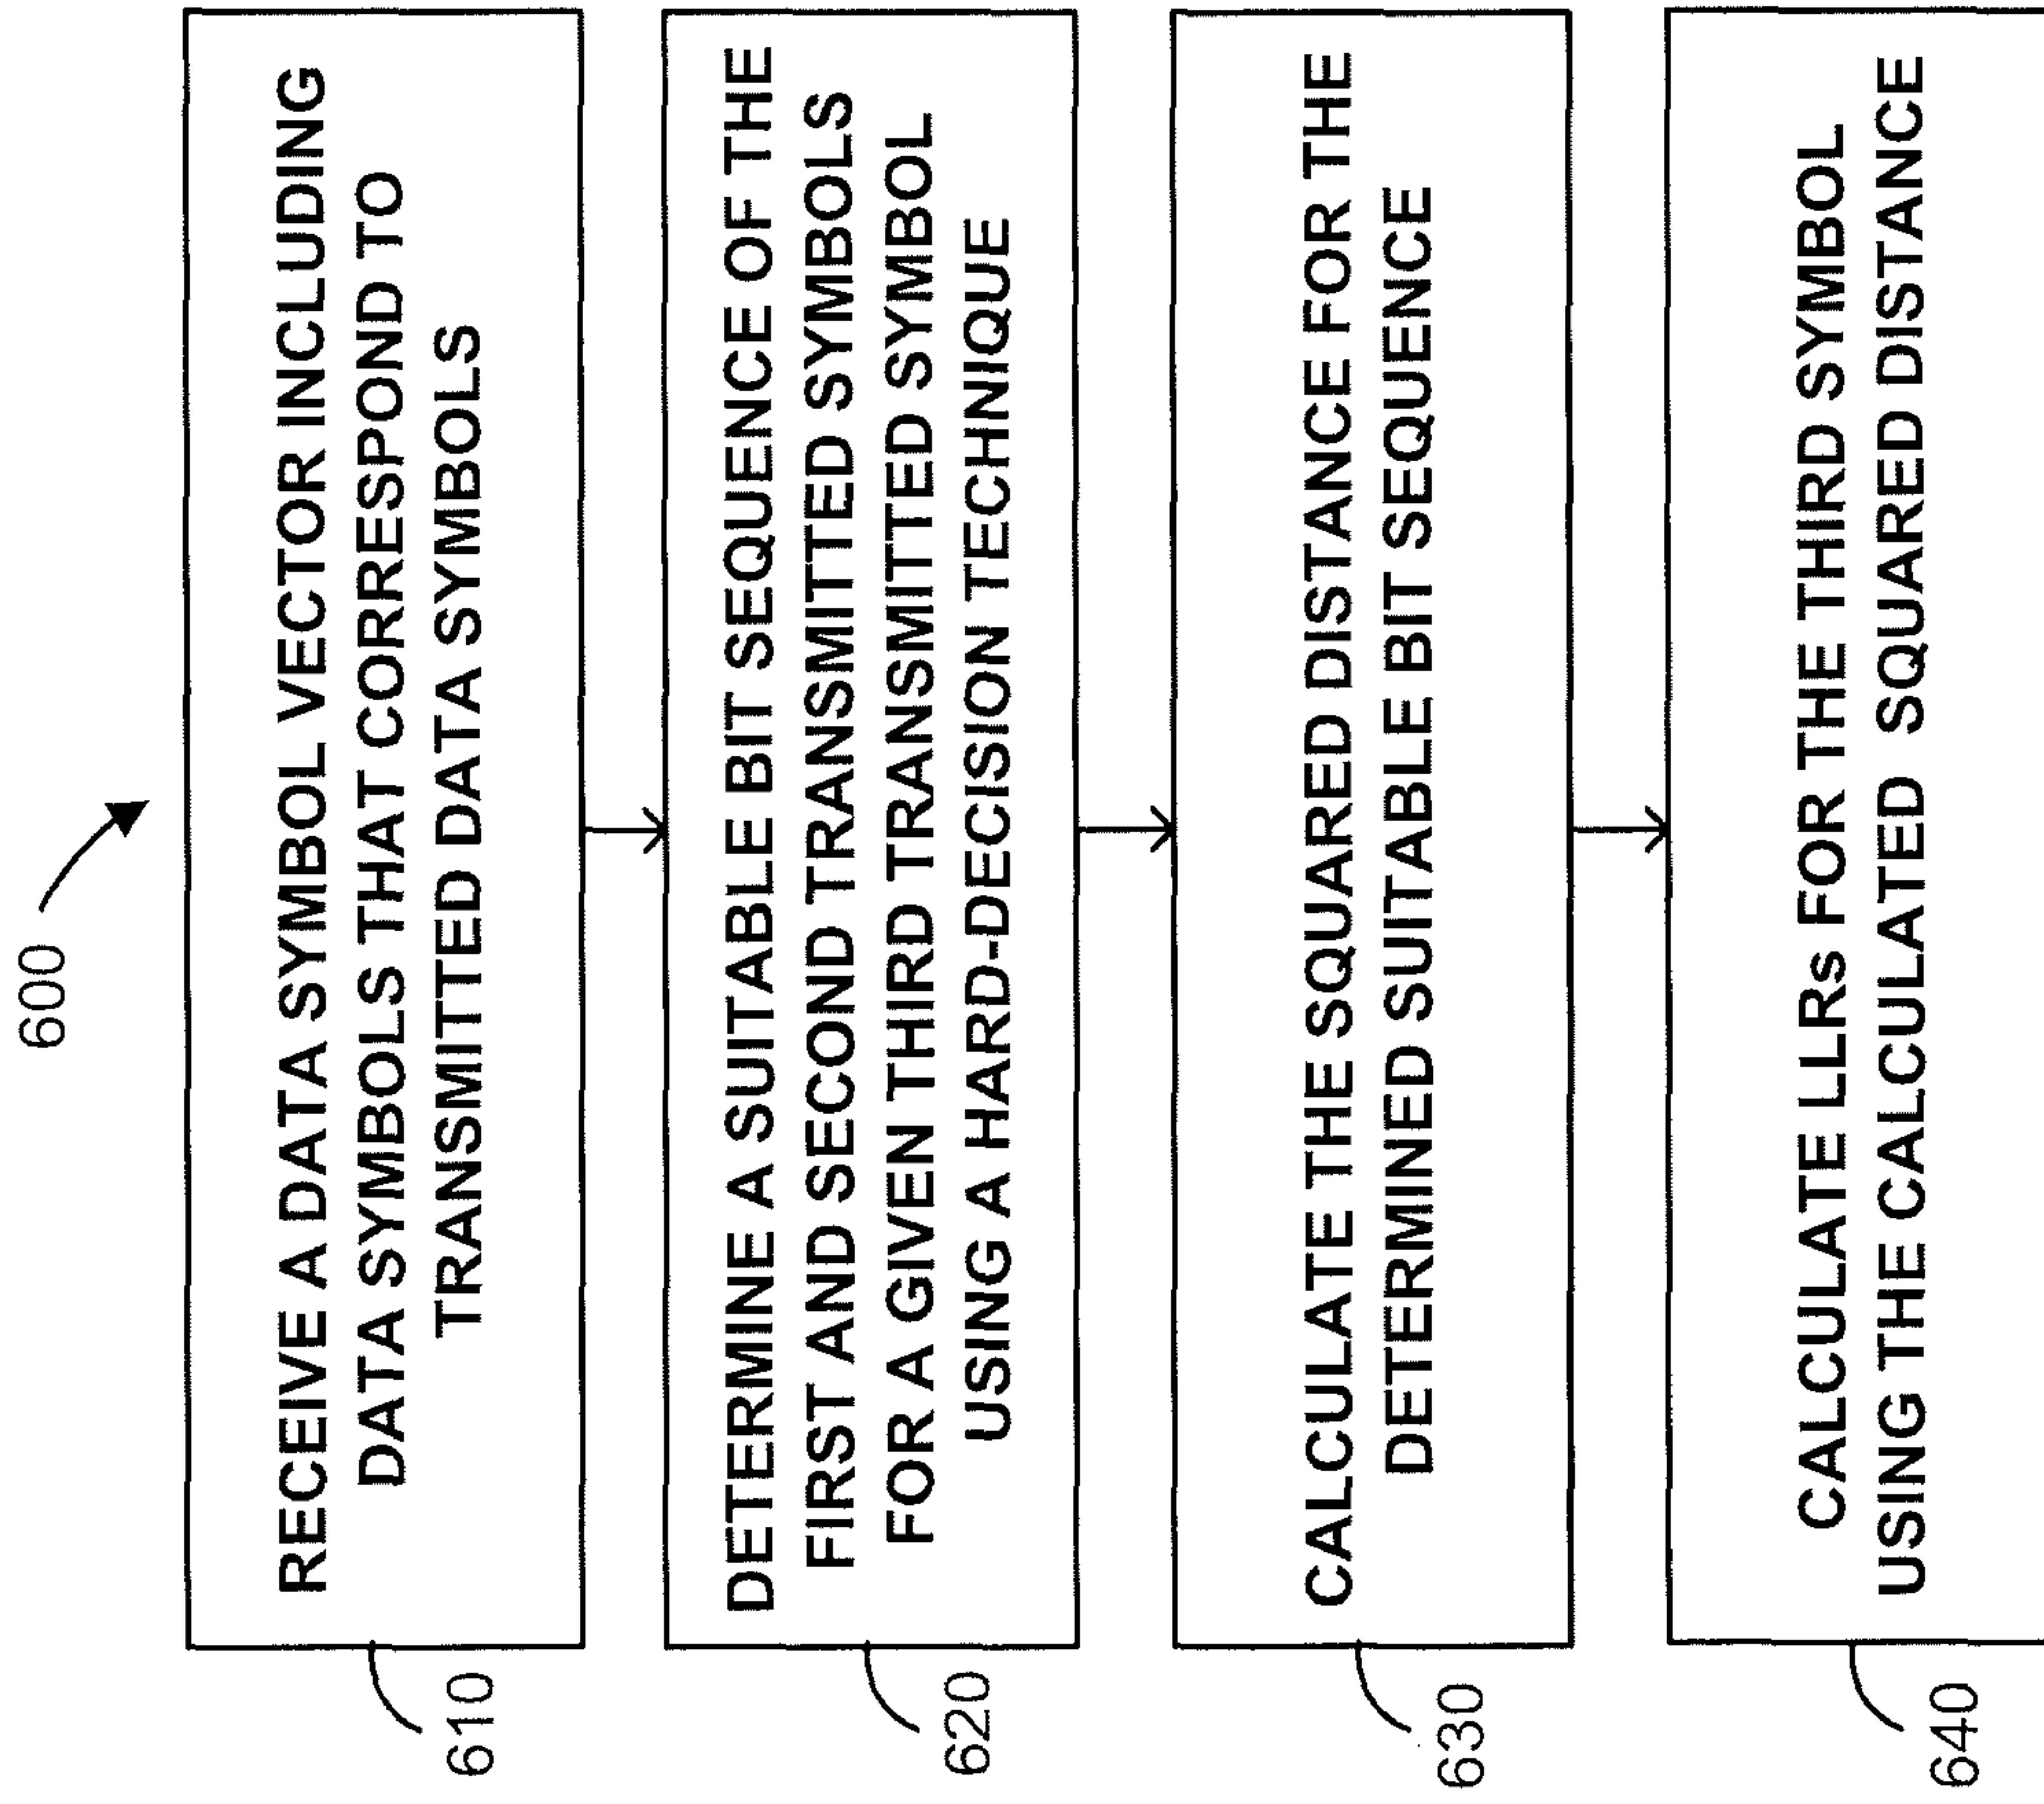 600
610
RECEIVE A DATA SYMBOL VECTOR INCLUDING
DATA SYMBOLS THAT CORRESPOND TO
TRANSMITTED DATA SYMBOLS
620
DETERMINE A SUITABLE BIT SEQUENCE OF THE
FIRST AND SECOND TRANSMITTED SYMBOLS
FOR A GIVEN THIRD TRANSMITTED SYMBOL
USING A HARD-DECISION TECHNIQUE
630
CALCULATE THE SQUARED DISTANCE FOR THE
DETERMINED SUITABLE BIT SEQUENCE
640
CALCULATE LLRs FOR THE THIRD SYMBOL
USING THE CALCULATED SQUARED DISTANCE